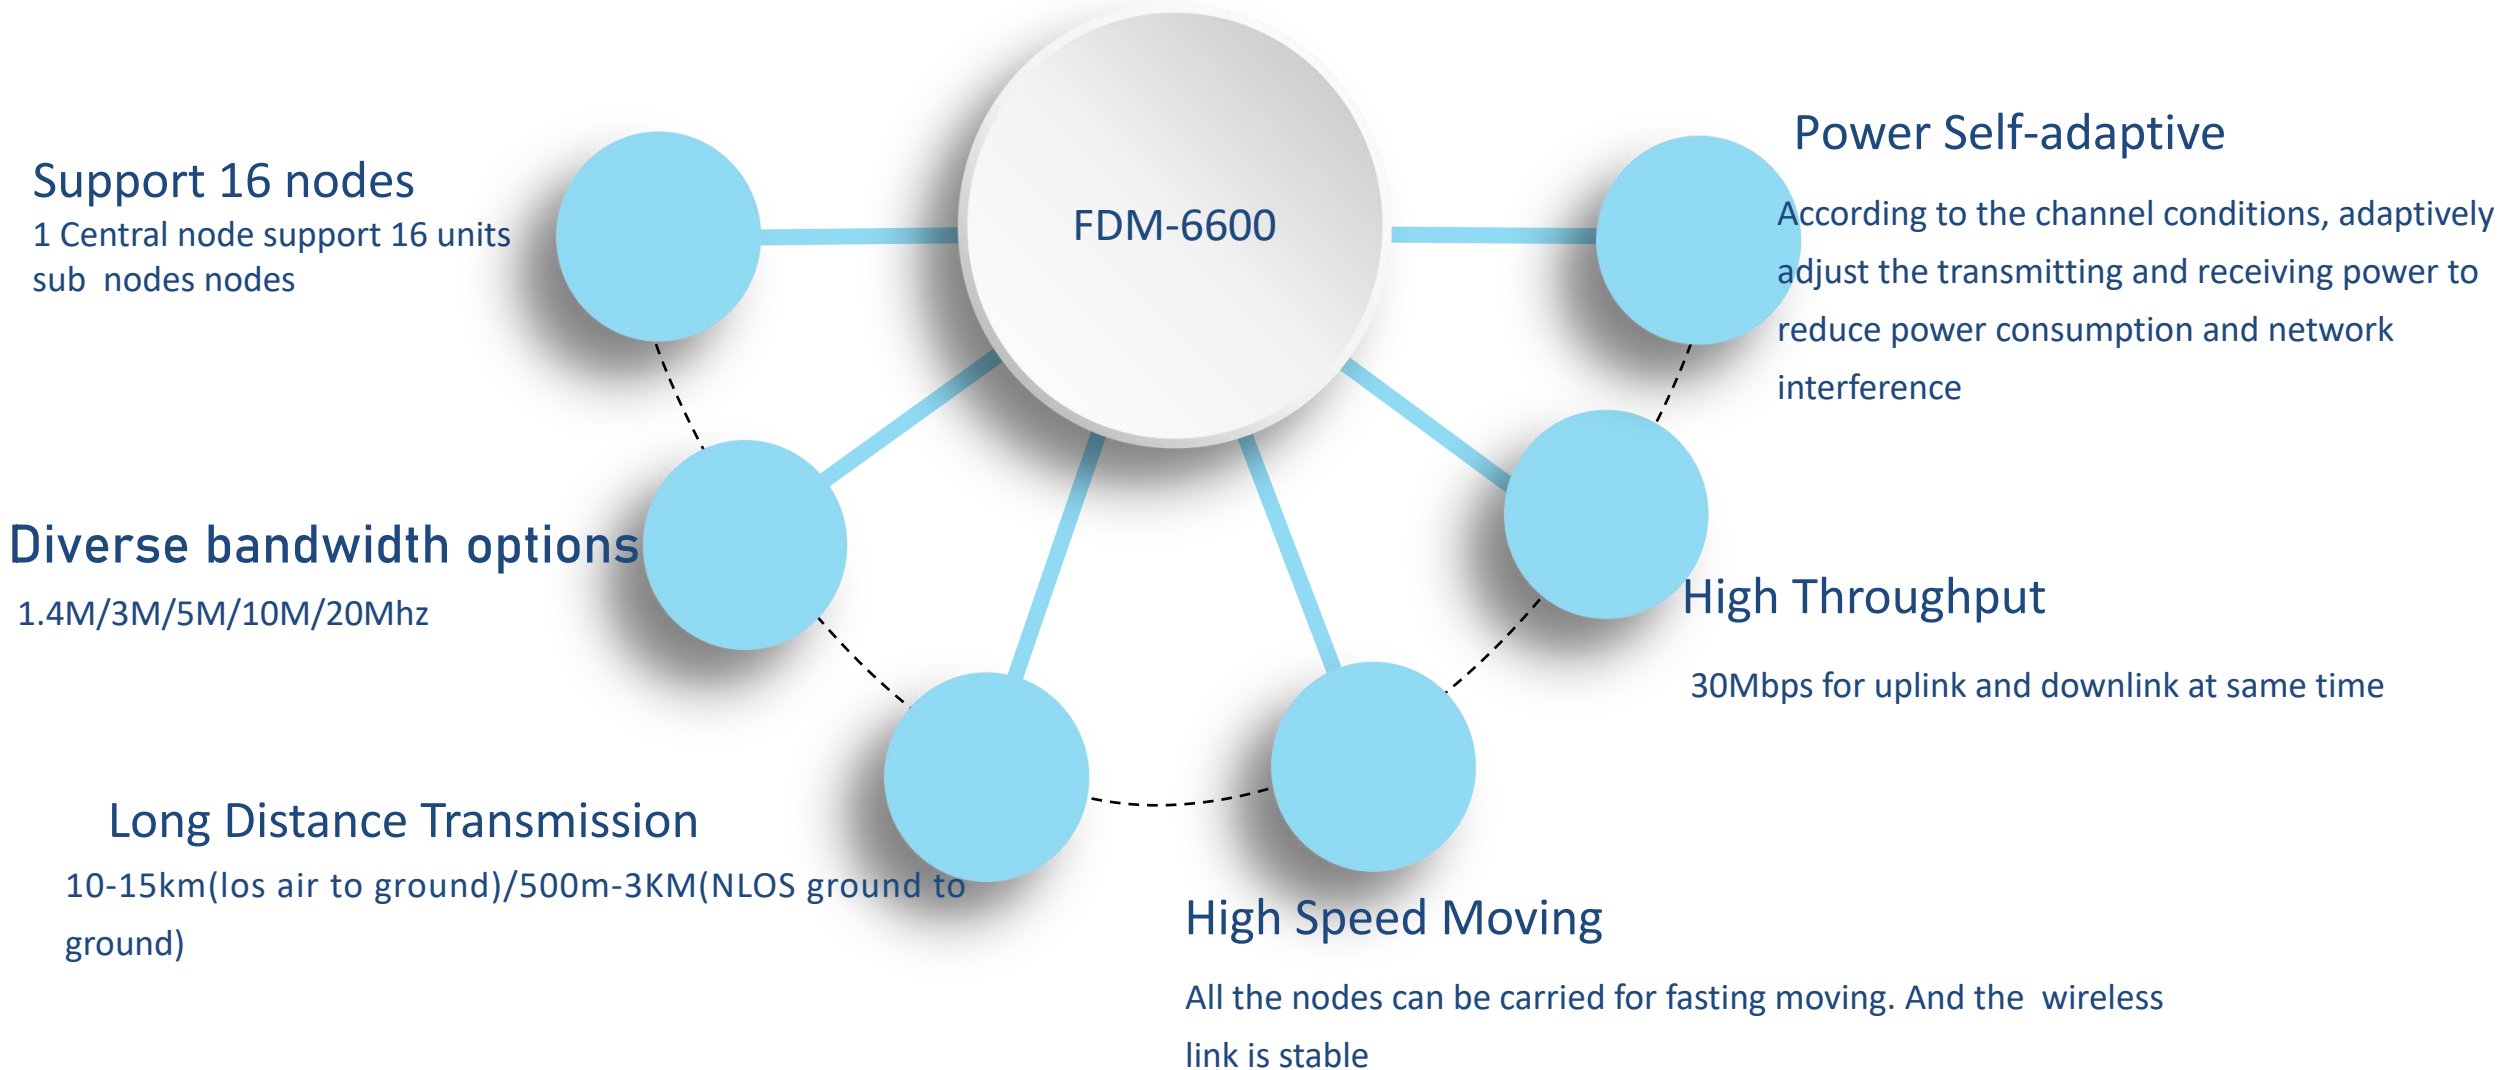 FDM-6600
Support 16 nodes
1 Central node support 16 units
sub  nodes nodes
Diverse bandwidth options
1.4M/3M/5M/10M/20Mhz
Long Distance Transmission
10-15km(los air to ground)/500m-3KM(NLOS ground to
ground)
High Speed Moving
All the nodes can be carried for fasting moving. And the  wireless
link is stable
High Throughput
30Mbps for uplink and downlink at same time
Power Self-adaptive
According to the channel conditions, adaptively
adjust the transmitting and receiving power to
reduce power consumption and network
interference